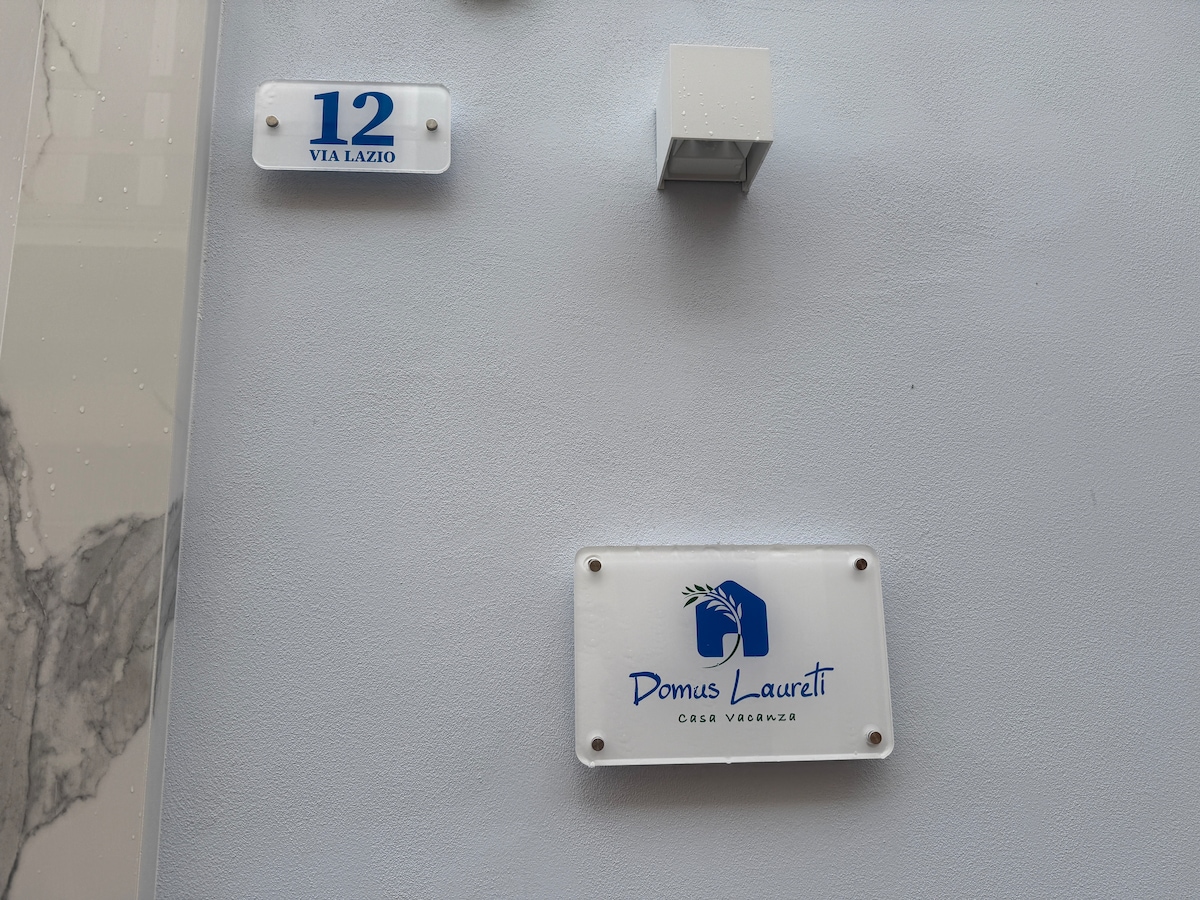 12
VIA LAZIO
Domus Laureti
Casa Vacanza